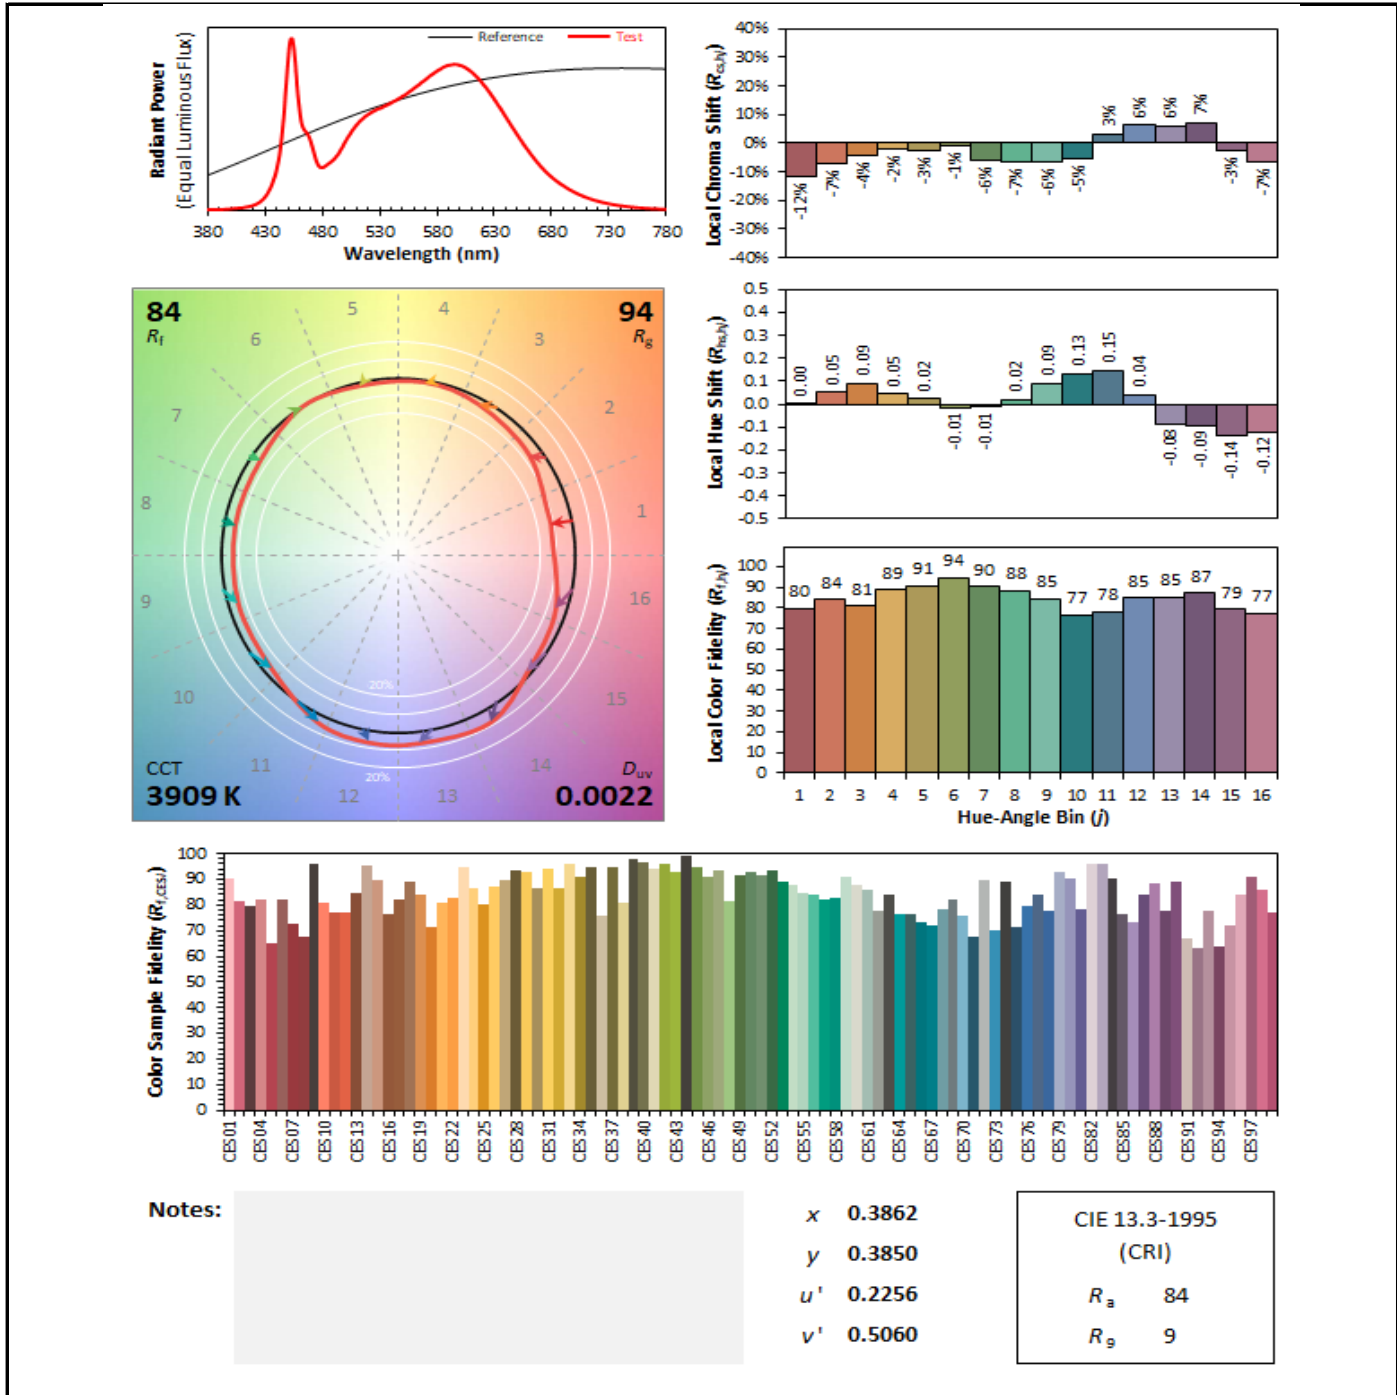 Radiant Power
(Equal Luminous Flux)
Reference
Test
380 430 480 530 580 630 680 730 780
Wavelength (nm)
Local Chroma Shift (Rcs,hj)
40%
30%
20%
10%
0%
-10%
-20%
-30%
-40%
-12% -7% -4% -2% -3% -1% -6% -7% -6% -5% 3% 6% 6% 7% -3% -7%
84
Rf
94
Rg
5 4
6 3
7 2
8 1
9 16
10 15
11 14
12 13
20%
20%
CCT
3909 K
Duv
0.0022
Local Hue Shift (Rhs,hj)
0.5
0.4
0.3
0.2
0.1
0.0
-0.1
-0.2
-0.3
-0.4
-0.5
0.00 0.05 0.09 0.05 0.02 -0.01 -0.01 0.02 0.09 0.13 0.15 0.04 -0.08 -0.09 -0.14 -0.12
Local Color Fidelity (Rf,hj)
100
90
80
70
60
50
40
30
20
10
0
80 84 81 89 91 94 90 88 85 77 78 85 85 87 79 77
1 2 3 4 5 6 7 8 9 10 11 12 13 14 15 16
Hue-Angle Bin (j)
Color Sample Fidelity (Rf,CESi)
100
90
80
70
60
50
40
30
20
10
0
CES01 CES04 CES07 CES10 CES13 CES16 CES19 CES22 CES25 CES28 CES31 CES34 CES37 CES40 CES43 CES46 CES49 CES52 CES55 CES58 CES61 CES64 CES67 CES70 CES73 CES76 CES79 CES82 CES85 CES88 CES91 CES94 CES97
Notes:
x 0.3862
y 0.3850
u' 0.2256
v' 0.5060
CIE 13.3-1995
(CRI)
Ra 84
R9 9